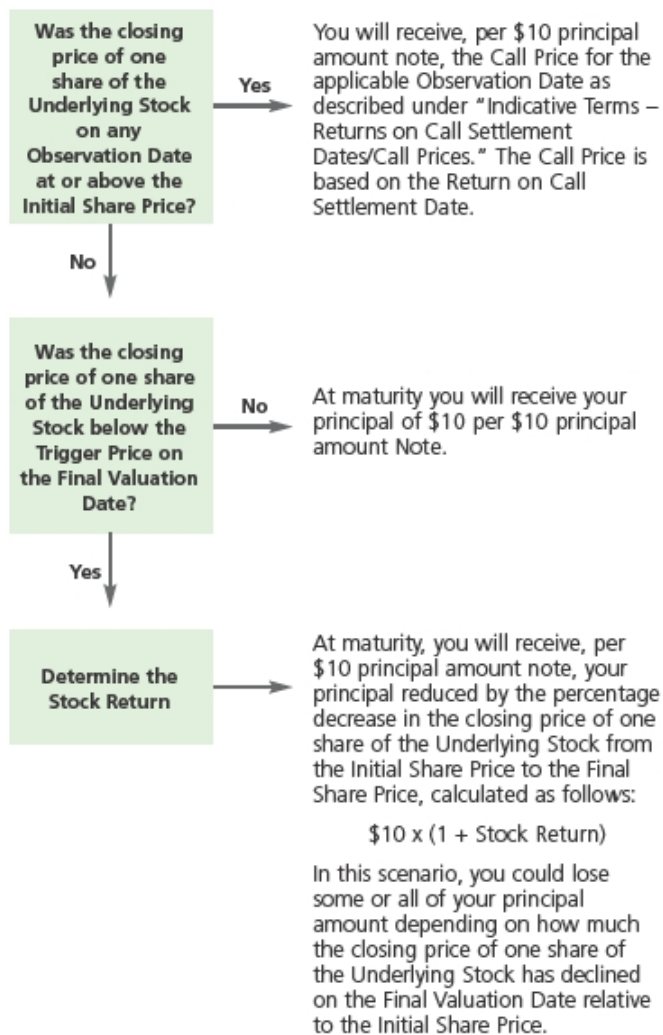 Was the closing
price of one
share of the
Underlying Stock
on any
Observation Date
at or above the
Initial Share Price?
Yes
You will receive, per $10 principal
amount note, the Call Price for the
applicable Observation Date as
described under “Indicative Terms –
Returns on Call Settlement
Dates/Call Prices.” The Call Price is
based on the Return on Call
Settlement Date.
No
Was the closing
price of one share
of the Underlying
Stock below the
Trigger Price on
the Final Valuation
Date?
No
At maturity you will receive your
principal of $10 per $10 principal
amount Note.
Yes
Determine the
Stock Return
At maturity, you will receive, per
$10 principal amount note, your
principal reduced by the percentage
decrease in the closing price of one
share of the Underlying Stock from
the Initial Share Price to the Final
Share Price, calculated as follows:
$10 x (1 + Stock Return)
In this scenario, you could lose
some or all of your principal
amount depending on how much
the closing price of one share of
the Underlying Stock has declined
on the Final Valuation Date relative
to the Initial Share Price.